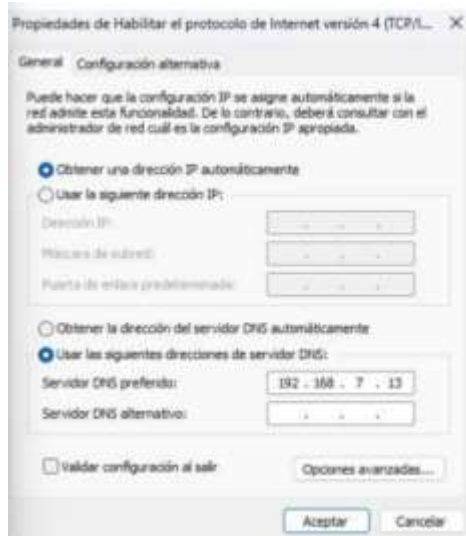 Propiedades de Habilitar el protocolo de Internet versión 4 (TCP/I...
General Configuración alternativa
Puede hacer que la configuración IP se asigne automáticamente si la
red admite esta funcionalidad. De lo contrario, deberá consultar con el
administrador de red cuál es la configuración IP apropiada.
Obtener una dirección IP automáticamente
Usar la siguiente dirección IP:
Dirección IP:
Máscara de subred:
Puerta de enlace predeterminada:
Obtener la dirección del servidor DNS automáticamente
Usar las siguientes direcciones de servidor DNS:
Servidor DNS preferido: 192 . 168 . 7 . 13
Servidor DNS alternativo: . . .
Validar configuración al salir Opciones avanzadas...
Aceptar Cancelar